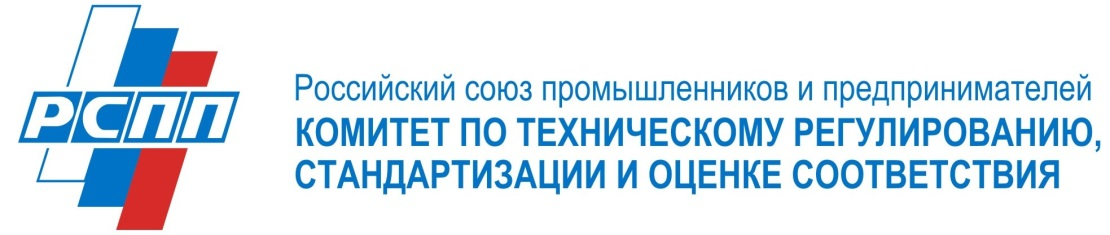 РСПП
Российский союз промышленников и предпринимателей
КОМИТЕТ ПО ТЕХНИЧЕСКОМУ РЕГУЛИРОВАНИЮ,
СТАНДАРТИЗАЦИИ И ОЦЕНКЕ СООТВЕТСТВИЯ